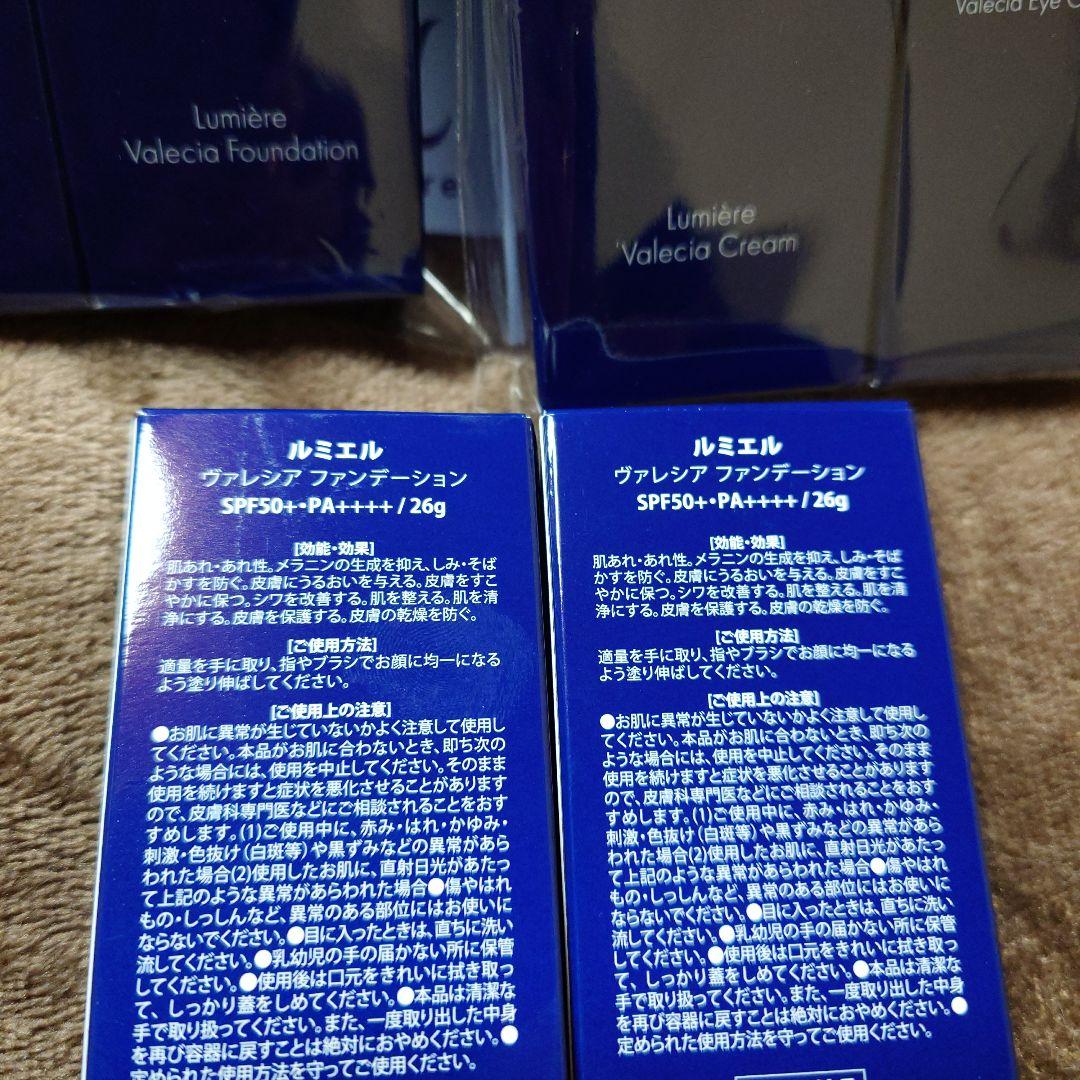 Lumière
Valecia Foundation
re
Lumière
Valecia Cream
Valecia Eye C
ルミエル
ヴァレシア ファンデーション
SPF50+・PA++++ / 26g
[効能・効果]
肌あれ・あれ性。メラニンの生成を抑え、しみ・そば
かすを防ぐ。皮膚にうるおいを与える。皮膚をすこ
やかに保つ。シワを改善する。肌を整える。肌を清
浄にする。皮膚を保護する。皮膚の乾燥を防ぐ。
[ご使用方法]
適量を手に取り、指やブラシでお顔に均一になる
よう塗り伸ばしてください。
[ご使用上の注意]
●お肌に異常が生じていないかよく注意して使用し
てください。本品がお肌に合わないとき、即ち次の
ような場合には、使用を中止してください。そのまま
使用を続けますと症状を悪化させることがあります
ので、皮膚科専門医などにご相談されることをおす
すめします。(1)ご使用中に、赤み・はれ・かゆみ・
刺激・色抜け(白斑等)や黒ずみなどの異常があら
われた場合(2)使用したお肌に、直射日光があたっ
て上記のような異常があらわれた場合●傷やはれ
もの・しっしんなど、異常のある部位にはお使いに
ならないでください。●目に入ったときは、直ちに洗い
流してください。●乳幼児の手の届かない所に保管
してください。●使用後は口元をきれいに拭き取っ
て、しっかり蓋をしめてください。●本品は清潔な
手で取り扱ってください。また、一度取り出した中身
を再び容器に戻すことは絶対におやめください。●
定められた使用方法を守ってご使用ください。
ルミエル
ヴァレシア ファンデーション
SPF50+・PA++++ / 26g
[効能・効果]
肌あれ・あれ性。メラニンの生成を抑え、しみ・そば
かすを防ぐ。皮膚にうるおいを与える。皮膚をすこ
やかに保つ。シワを改善する。肌を整える。肌を清
浄にする。皮膚を保護する。皮膚の乾燥を防ぐ。
[ご使用方法]
適量を手に取り、指やブラシでお顔に均一になる
よう塗り伸ばしてください。
[ご使用上の注意]
●お肌に異常が生じていないかよく注意して使用し
てください。本品がお肌に合わないとき、即ち次の
ような場合には、使用を中止してください。そのまま
使用を続けますと症状を悪化させることがあります
ので、皮膚科専門医などにご相談されることをおす
すめします。(1)ご使用中に、赤み・はれ・かゆみ・
刺激・色抜け(白斑等)や黒ずみなどの異常があら
われた場合(2)使用したお肌に、直射日光があたっ
て上記のような異常があらわれた場合●傷やはれ
もの・しっしんなど、異常のある部位にはお使いに
ならないでください。●目に入ったときは、直ちに洗い
流してください。●乳幼児の手の届かない所に保管
してください。●使用後は口元をきれいに拭き取っ
て、しっかり蓋をしめてください。●本品は清潔な
手で取り扱ってください。また、一度取り出した中身
を再び容器に戻すことは絶対におやめください。●
定められた使用方法を守ってご使用ください。